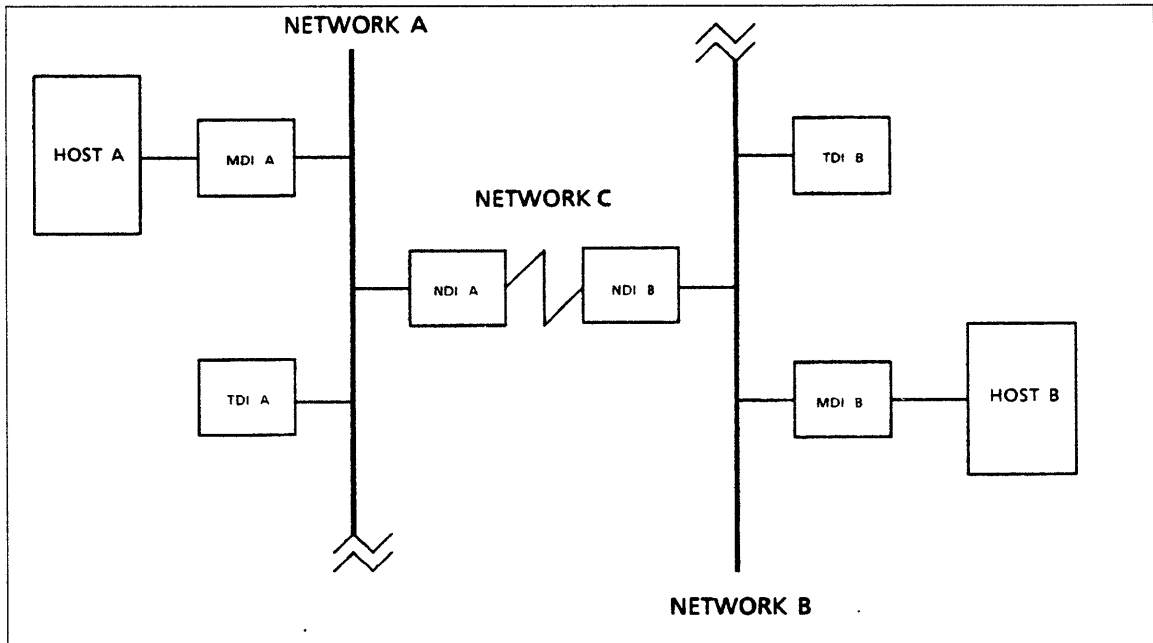 NETWORK A
HOST A
MDI A
TDI B
NETWORK C
NDI A
NDI B
TDI A
MDI B
HOST B
NETWORK B